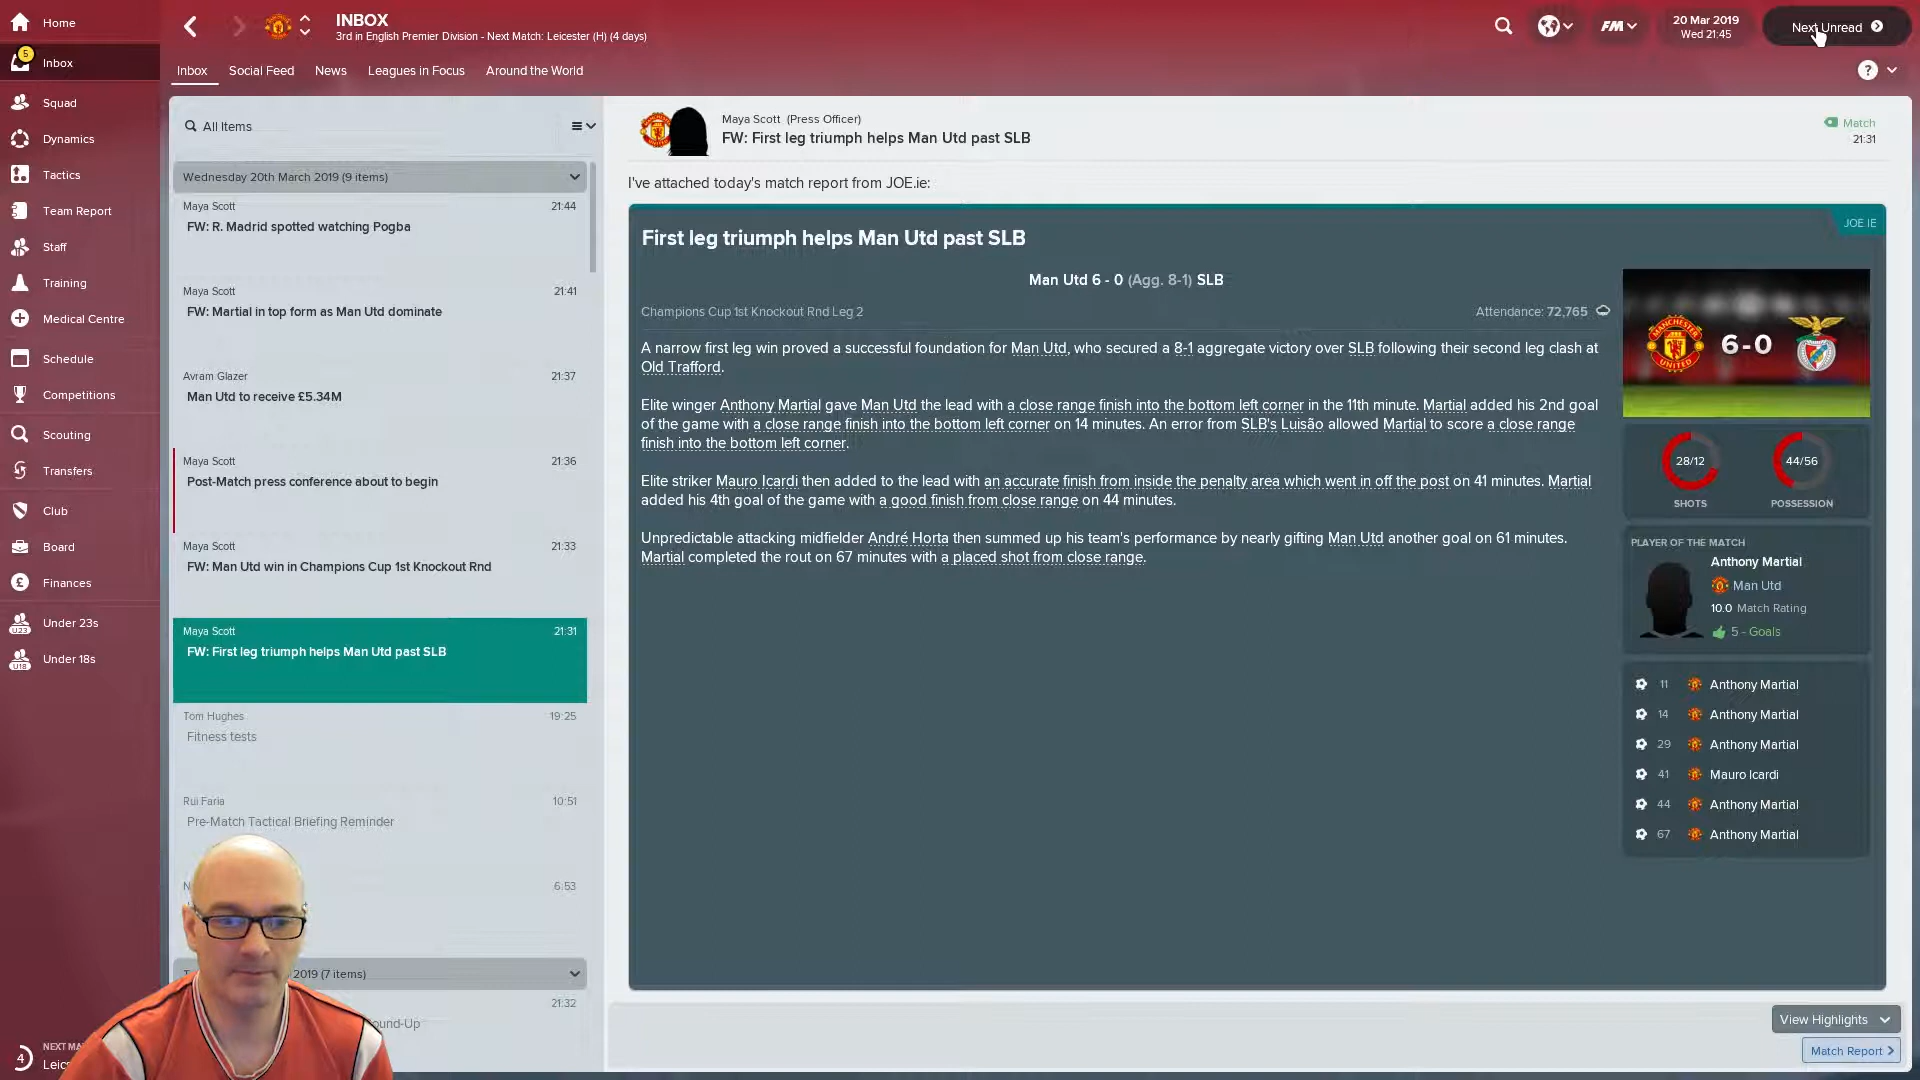 Home
Inbox
5
Squad
Dynamics
Tactics
Team Report
Staff
Training
Medical Centre
Schedule
Competitions
Scouting
Transfers
Club
Board
Finances
Under 23s
U23
Under 18s
U18
4
NEXT MA
Leic
INBOX
3rd in English Premier Division - Next Match: Leicester (H) (4 days)
FM
20 Mar 2019
Wed 21:45
Next Unread
Inbox
Social Feed
News
Leagues in Focus
Around the World
?
All Items
Wednesday 20th March 2019 (9 items)
Maya Scott 21:44
FW: R. Madrid spotted watching Pogba
Maya Scott 21:41
FW: Martial in top form as Man Utd dominate
Avram Glazer 21:37
Man Utd to receive £5.34M
Maya Scott 21:36
Post-Match press conference about to begin
Maya Scott 21:33
FW: Man Utd win in Champions Cup 1st Knockout Rnd
Maya Scott 21:31
FW: First leg triumph helps Man Utd past SLB
Tom Hughes 19:25
Fitness tests
Rui Faria 10:51
Pre-Match Tactical Briefing Reminder
N 6:53
2019 (7 items)
21:32
ound-Up
Maya Scott (Press Officer)
FW: First leg triumph helps Man Utd past SLB
Match
21:31
I've attached today's match report from JOE.ie:
JOE IE
First leg triumph helps Man Utd past SLB
Man Utd 6 - 0 (Agg. 8-1) SLB
Champions Cup 1st Knockout Rnd Leg 2
Attendance: 72,765
A narrow first leg win proved a successful foundation for Man Utd, who secured a 8-1 aggregate victory over SLB following their second leg clash at
Old Trafford.
Elite winger Anthony Martial gave Man Utd the lead with a close range finish into the bottom left corner in the 11th minute. Martial added his 2nd goal
of the game with a close range finish into the bottom left corner on 14 minutes. An error from SLB's Luisão allowed Martial to score a close range
finish into the bottom left corner.
Elite striker Mauro Icardi then added to the lead with an accurate finish from inside the penalty area which went in off the post on 41 minutes. Martial
added his 4th goal of the game with a good finish from close range on 44 minutes.
Unpredictable attacking midfielder André Horta then summed up his team's performance by nearly gifting Man Utd another goal on 61 minutes.
Martial completed the rout on 67 minutes with a placed shot from close range.
6-0
28/12
SHOTS
44/56
POSSESSION
PLAYER OF THE MATCH
Anthony Martial
Man Utd
10.0 Match Rating
5 - Goals
11 Anthony Martial
14 Anthony Martial
29 Anthony Martial
41 Mauro Icardi
44 Anthony Martial
67 Anthony Martial
View Highlights
Match Report